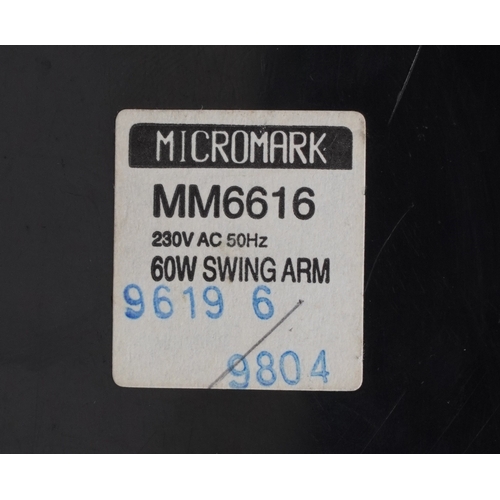 MICROMARK
MM6616
230V AC 50Hz
60W SWING ARM
9619 6
9804